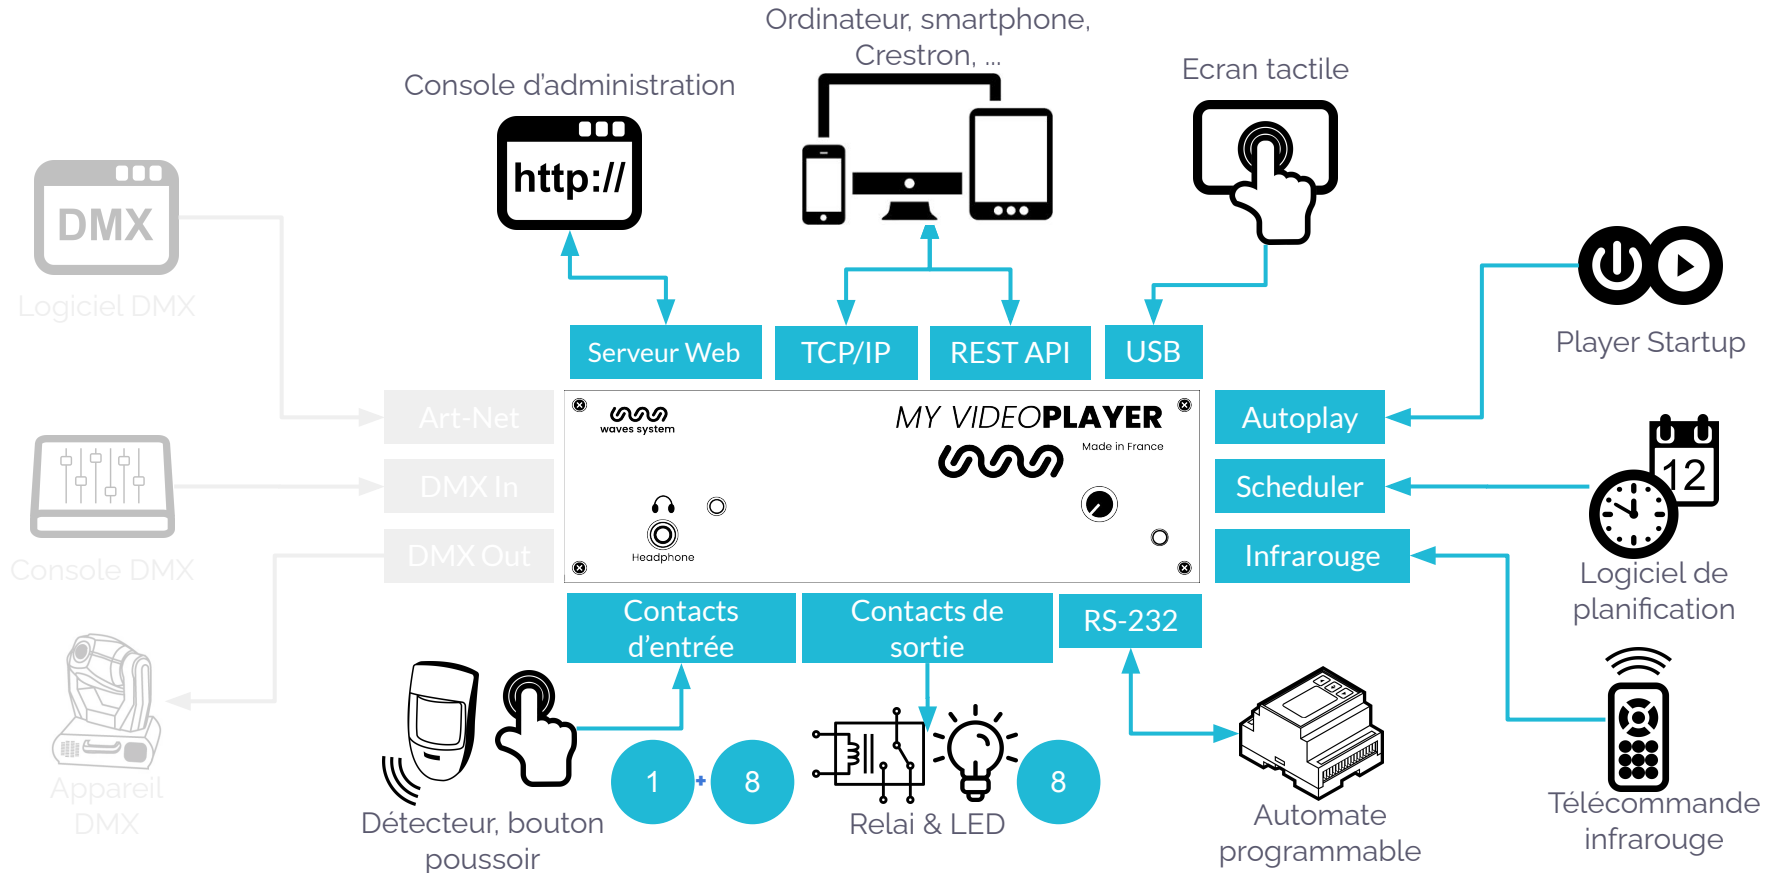 Ordinateur, smartphone,
Crestron, ...
Console d'administration
Ecran tactile
http://
DMX
Logiciel DMX
Player Startup
Serveur Web
TCP/IP
REST API
USB
Art-Net
DMX In
DMX Out
waves system
MY VIDEOPLAYER
Made in France
Headphone
Autoplay
Scheduler
Infrarouge
12
Console DMX
Logiciel de
planification
Contacts
d'entrée
Contacts de
sortie
RS-232
Appareil
DMX
1
+
8
8
Détecteur, bouton
poussoir
Relai & LED
Automate
programmable
Télécommande
infrarouge